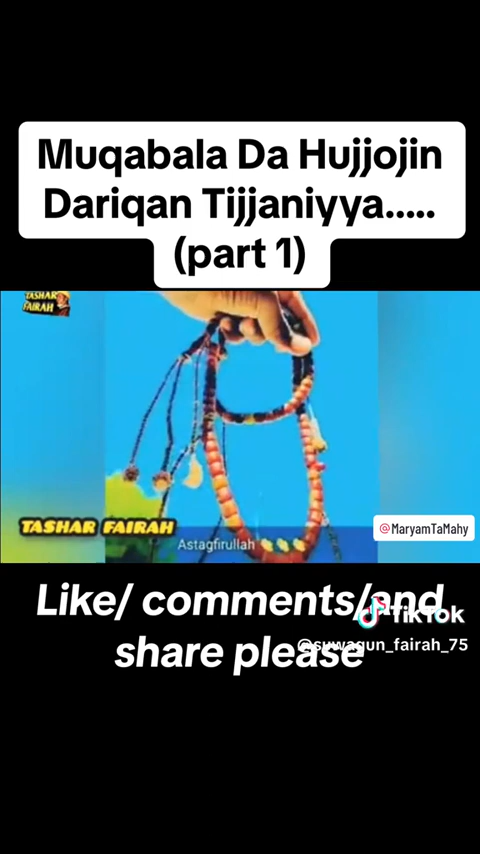 Muqabala Da Hujjojin
Dariqan Tijjaniyya.....
(part 1)
TASHAR
FAIRAH
TASHAR FAIRAH
@MaryamTaMahy
Astagfirullah
Like/ comments/and
TikTok
share please
@suwagun_fairah_75